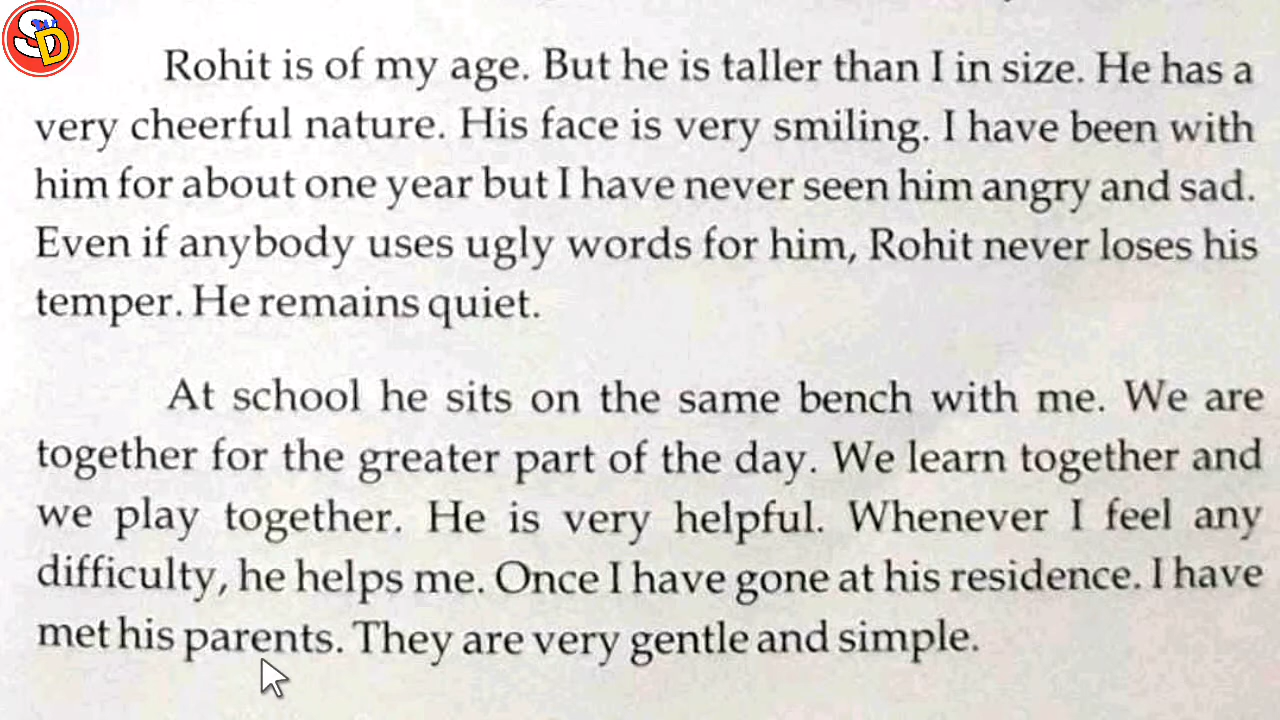 Rohit is of my age. But he is taller than I in size. He has a
very cheerful nature. His face is very smiling. I have been with
him for about one year but I have never seen him angry and sad.
Even if anybody uses ugly words for him, Rohit never loses his
temper. He remains quiet.
At school he sits on the same bench with me. We are
together for the greater part of the day. We learn together and
we play together. He is very helpful. Whenever I feel any
difficulty, he helps me. Once I have gone at his residence. I have
met his parents. They are very gentle and simple.